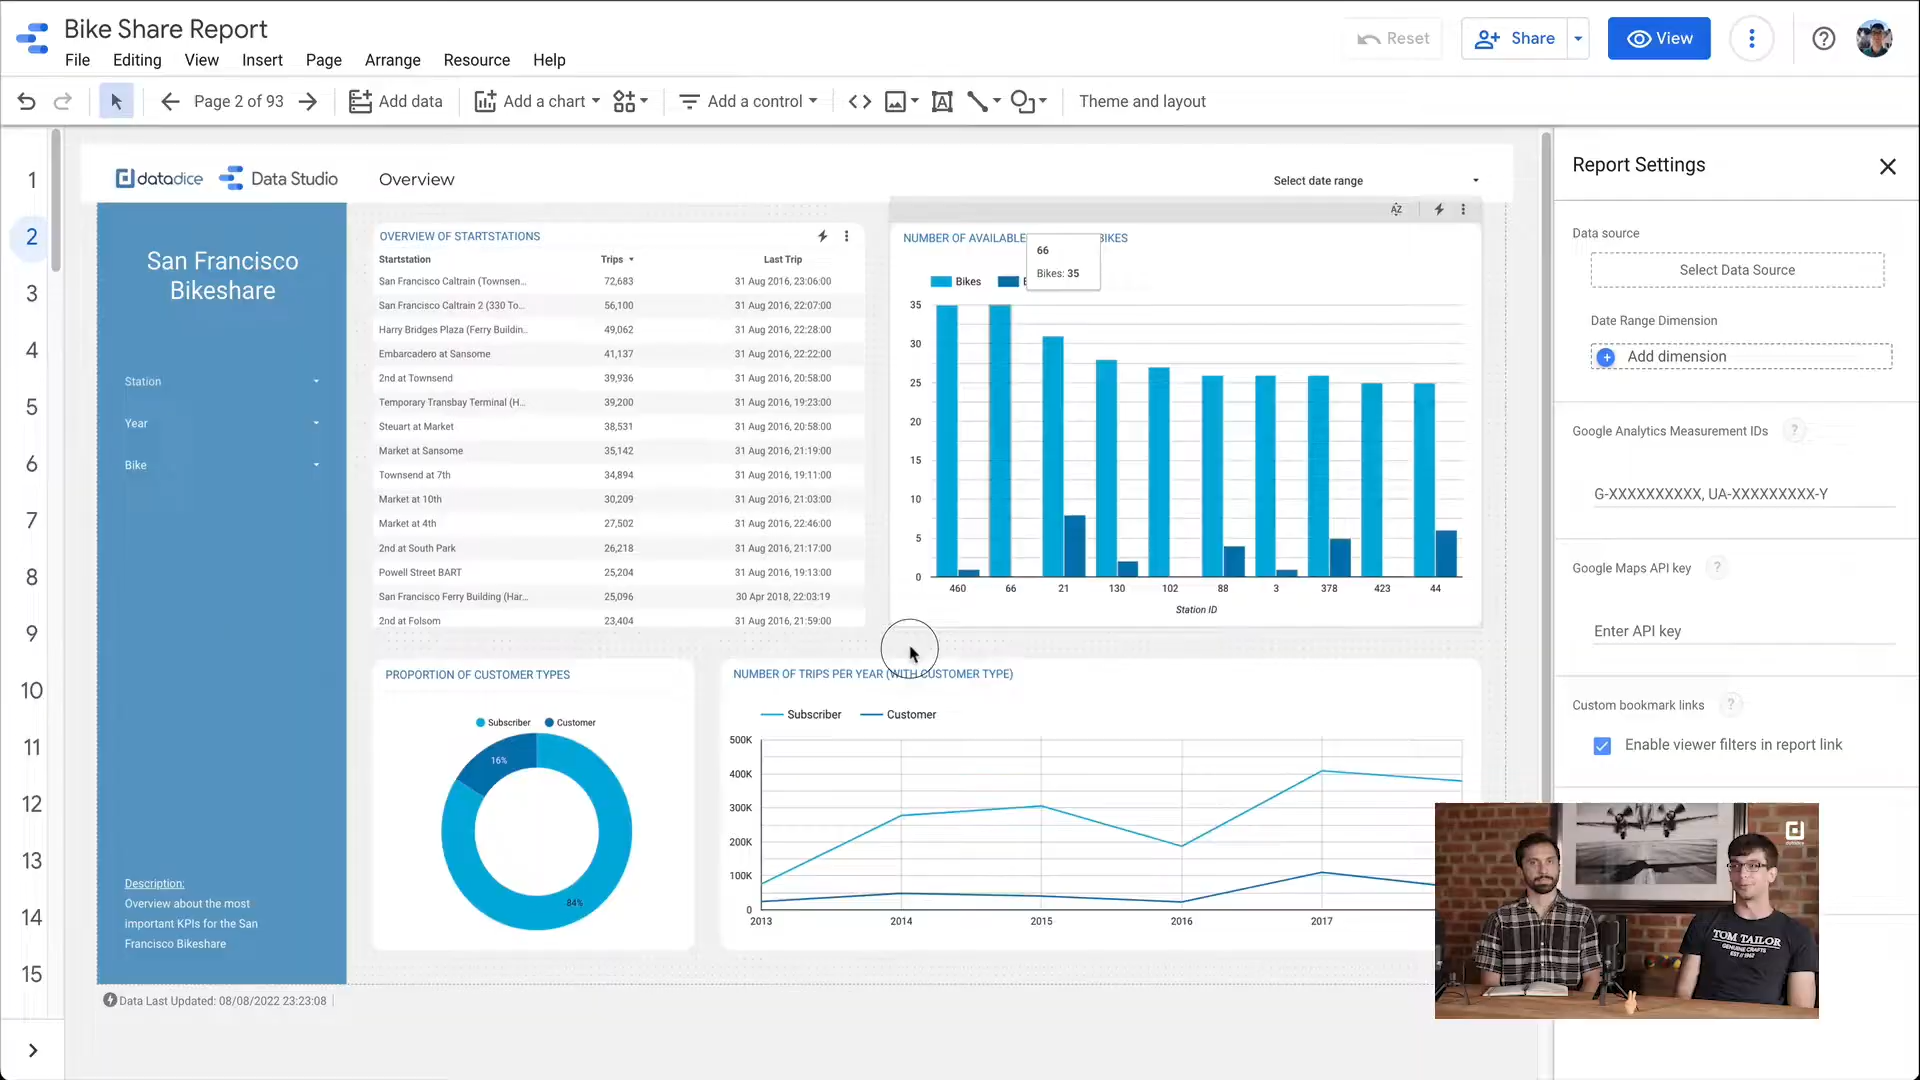 Bike Share Report
File Editing View Insert Page Arrange Resource Help
Reset
Share
View
Page 2 of 93
Add data
Add a chart
Add a control
Theme and layout
1
2
3
4
5
6
7
8
9
10
11
12
13
14
15
datadice
Data Studio
Overview
Select date range
San Francisco
Bikeshare
Station
Year
Bike
Description:
Overview about the most
important KPIs for the San
Francisco Bikeshare
OVERVIEW OF STARTSTATIONS
Startstation Trips Last Trip
San Francisco Caltrain (Townsen... 72,683 31 Aug 2016, 23:06:00
San Francisco Caltrain 2 (330 To... 56,100 31 Aug 2016, 22:07:00
Harry Bridges Plaza (Ferry Buildin.. 49,062 31 Aug 2016, 22:28:00
Embarcadero at Sansome 41,137 31 Aug 2016, 22:22:00
2nd at Townsend 39,936 31 Aug 2016, 20:58:00
Temporary Transbay Terminal (H... 39,200 31 Aug 2016, 19:23:00
Steuart at Market 38,531 31 Aug 2016, 20:58:00
Market at Sansome 35,142 31 Aug 2016, 21:19:00
Townsend at 7th 34,894 31 Aug 2016, 19:11:00
Market at 10th 30,209 31 Aug 2016, 21:03:00
Market at 4th 27,502 31 Aug 2016, 22:46:00
2nd at South Park 26,218 31 Aug 2016, 21:17:00
Powell Street BART 25,204 31 Aug 2016, 19:13:00
San Francisco Ferry Building (Har... 25,096 30 Apr 2018, 22:03:19
2nd at Folsom 23,404 31 Aug 2016, 21:59:00
NUMBER OF AVAILABLE
66
Bikes: 35
Bikes
35
30
25
20
15
10
5
0
460 66 21 130 102 88 3 378 423 44
Station ID
PROPORTION OF CUSTOMER TYPES
Subscriber Customer
16%
84%
NUMBER OF TRIPS PER YEAR (WITH CUSTOMER TYPE)
Subscriber Customer
500K
400K
300K
200K
100K
0
2013 2014 2015 2016 2017
Data Last Updated: 08/08/2022 23:23:08
Report Settings
Data source
Select Data Source
Date Range Dimension
Add dimension
Google Analytics Measurement IDs
G-XXXXXXXXXX, UA-XXXXXXXXX-Y
Google Maps API key
Enter API key
Custom bookmark links
Enable viewer filters in report link
TOM TAILOR